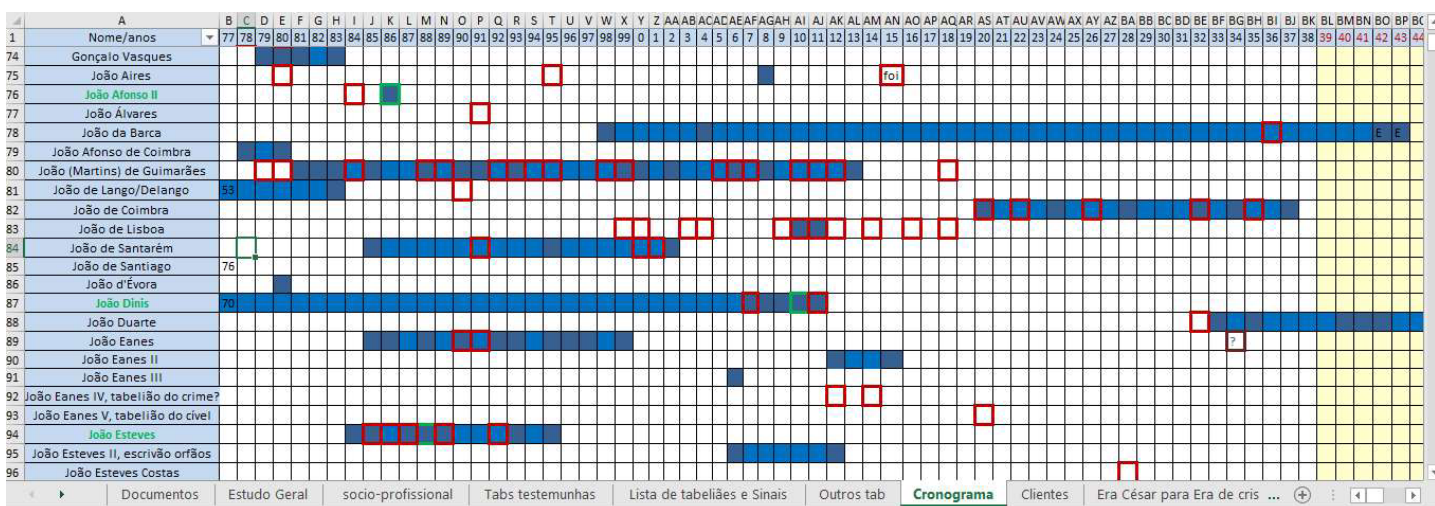 A B C D E F G H I J K L M N O P Q R S T U V W X Y Z AA AB AC AD AE AF AG AH AI AJ AK AL AM AN AO AP AQ AR AS AT AU AV AW AX AY AZ BA BB BC BD BE BF BG BH BI BJ BK BL BM BN BO BP BQ
1 Nome/anos 77 78 79 80 81 82 83 84 85 86 87 88 89 90 91 92 93 94 95 96 97 98 99 0 1 2 3 4 5 6 7 8 9 10 11 12 13 14 15 16 17 18 19 20 21 22 23 24 25 26 27 28 29 30 31 32 33 34 35 36 37 38 39 40 41 42 43 44
74 Gonçalo Vasques
75 João Aires foi
76 João Afonso II
77 João Álvares
78 João da Barca E E
79 João Afonso de Coimbra
80 João (Martins) de Guimarães
81 João de Lango/Delango 53
82 João de Coimbra
83 João de Lisboa
84 João de Santarém
85 João de Santiago 76
86 João d'Évora
87 João Dinis 70
88 João Duarte
89 João Eanes ?
90 João Eanes II
91 João Eanes III
92 João Eanes IV, tabelião do crime?
93 João Eanes V, tabelião do cível
94 João Esteves
95 João Esteves II, escrivão orfãos
96 João Esteves Costas
Documentos Estudo Geral socio-profissional Tabs testemunhas Lista de tabeliães e Sinais Outros tab Cronograma Clientes Era César para Era de cris ...